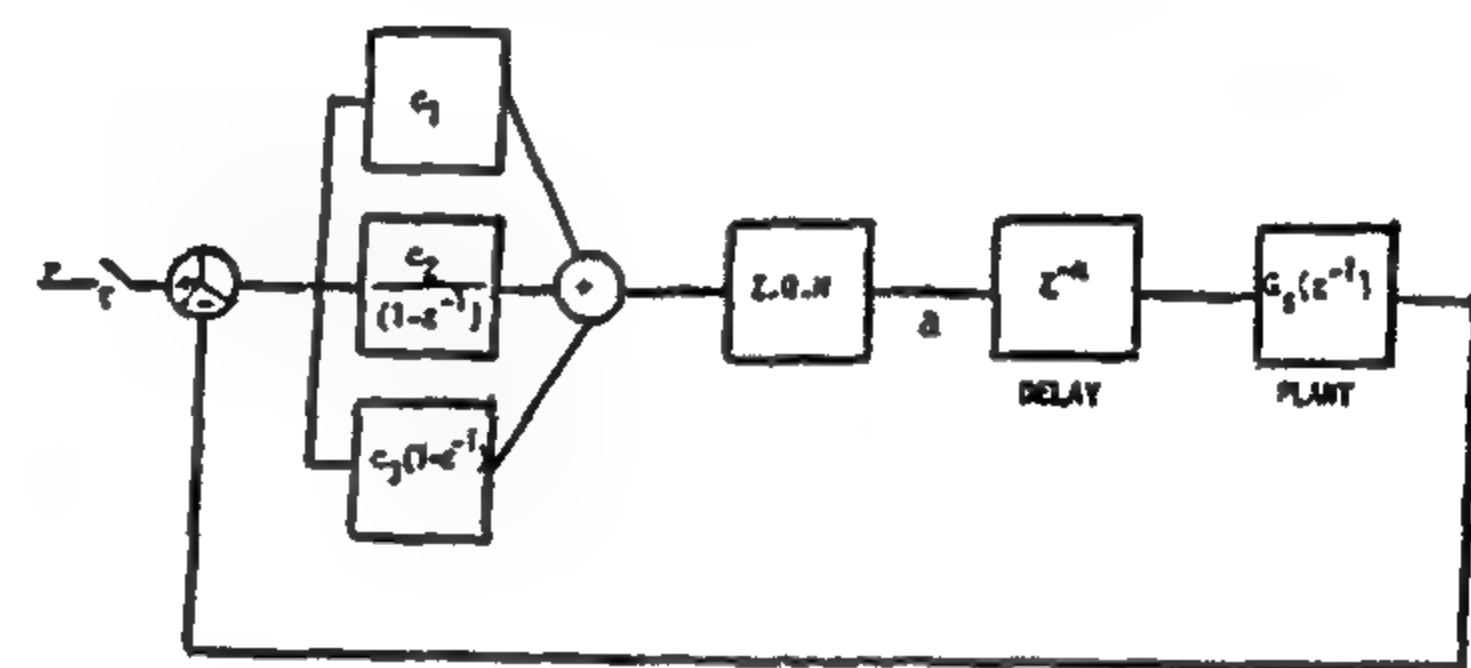 c1
r
τ
c2
(1-z^-1)
+
-
+
Z.O.H
a
z^-d
Gs(z^-1)
DELAY
PLANT
c3(1-z^-1)